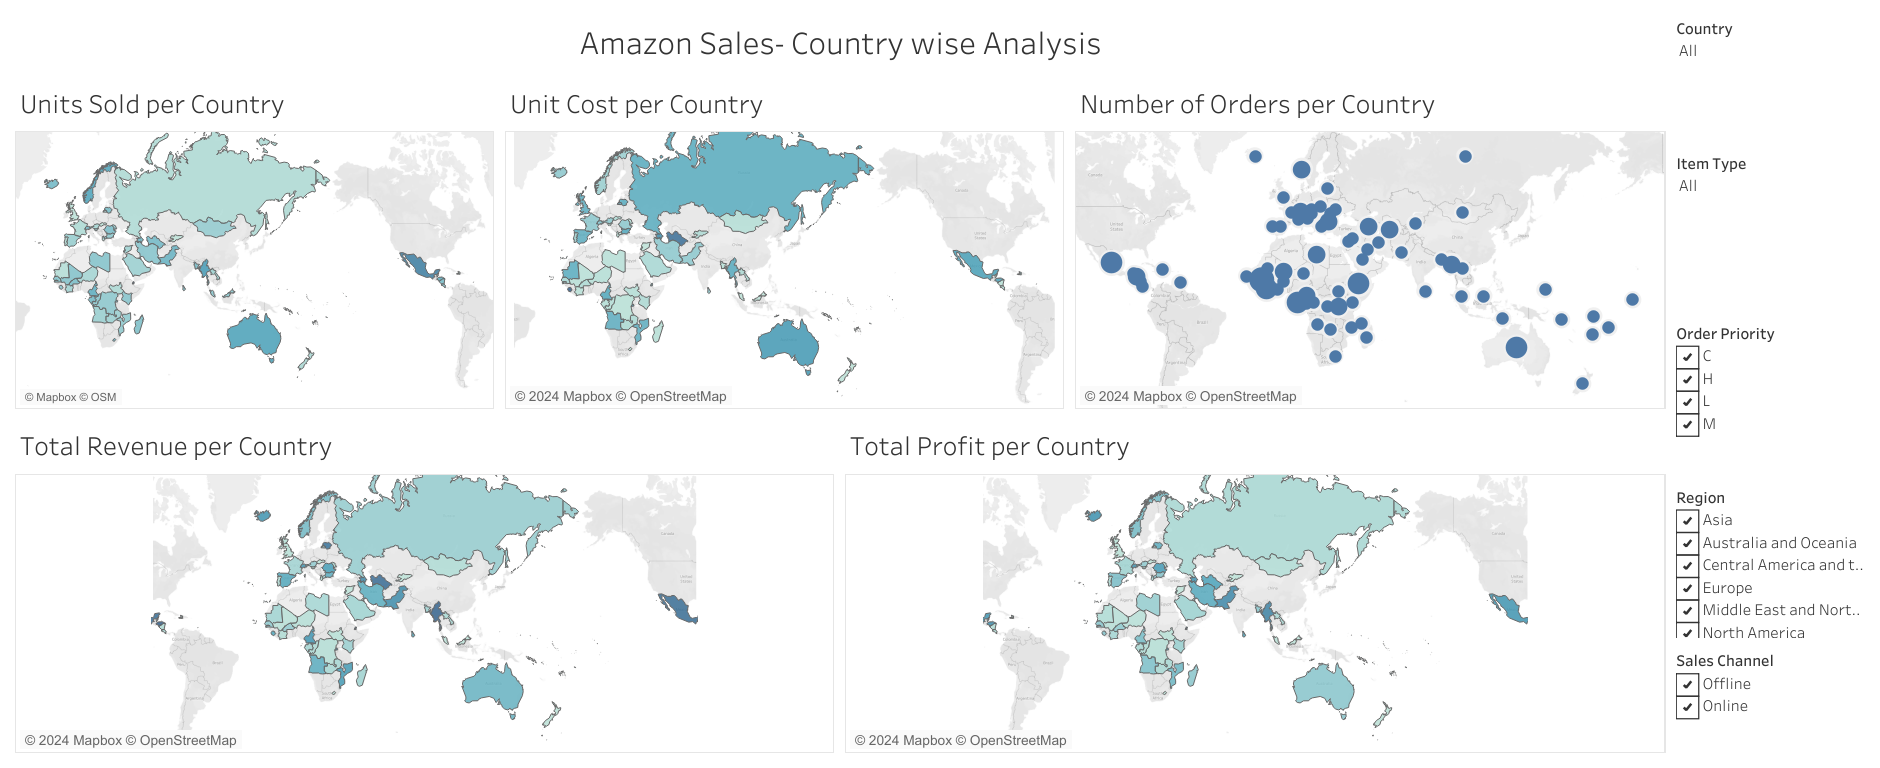 Amazon Sales- Country wise Analysis
Country
All
Units Sold per Country
Unit Cost per Country
Number of Orders per Country
Item Type
All
© Mapbox © OSM
© 2024 Mapbox © OpenStreetMap
© 2024 Mapbox © OpenStreetMap
Order Priority
C
H
L
M
Total Revenue per Country
Total Profit per Country
© 2024 Mapbox © OpenStreetMap
© 2024 Mapbox © OpenStreetMap
Region
Asia
Australia and Oceania
Central America and t..
Europe
Middle East and Nort..
North America
Sales Channel
Offline
Online